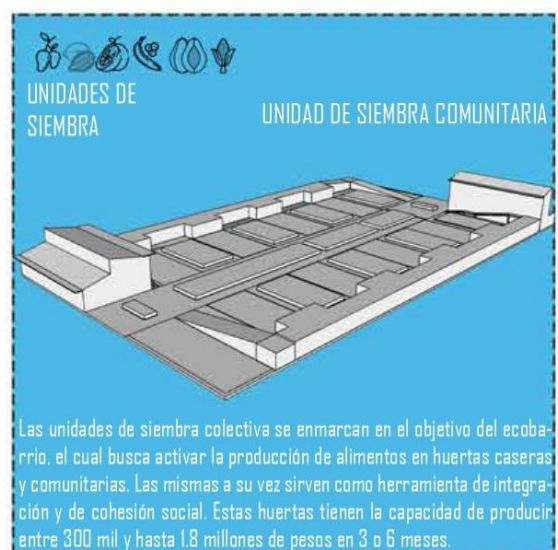 UNIDADES DE
SIEMBRA
UNIDAD DE SIEMBRA COMUNITARIA
Las unidades de siembra colectiva se enmarcan en el objetivo del ecoba-
rrio, el cual busca activar la producción de alimentos en huertas caseras
y comunitarias. Las mismas a su vez sirven como herramienta de integra-
ción y de cohesión social. Estas huertas tienen la capacidad de producir
entre 300 mil y hasta 1.8 millones de pesos en 3 o 6 meses.